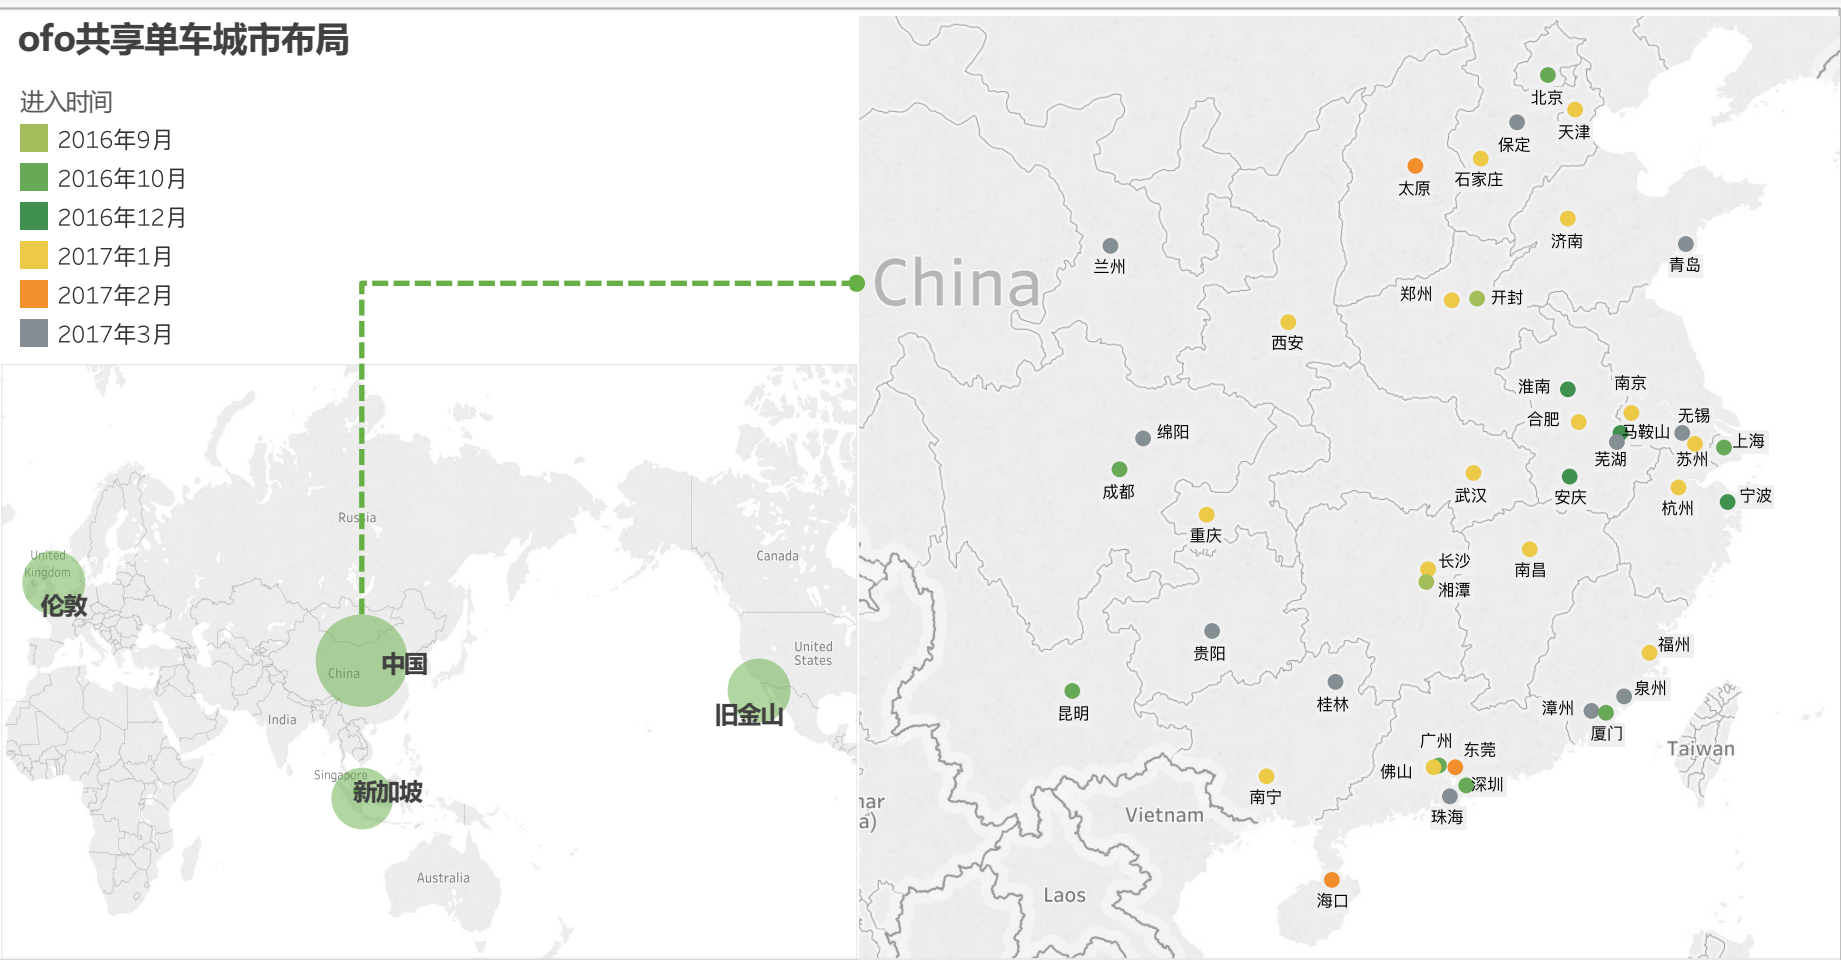 ofo共享单车城市布局
进入时间
2016年9月
2016年10月
2016年12月
2017年1月
2017年2月
2017年3月
Russia
United
Kingdom
伦敦
Canada
中国
China
United
States
India
旧金山
Singapore
新加坡
Australia
北京
天津
保定
石家庄
太原
济南
青岛
兰州
China
郑州
开封
西安
淮南
南京
合肥
无锡
马鞍山
上海
芜湖
苏州
绵阳
成都
武汉
安庆
杭州
宁波
重庆
长沙
南昌
湘潭
贵阳
福州
泉州
桂林
漳州
昆明
厦门
广州
东莞
Taiwan
佛山
深圳
南宁
nar
珠海
Vietnam
a)
Laos
海口